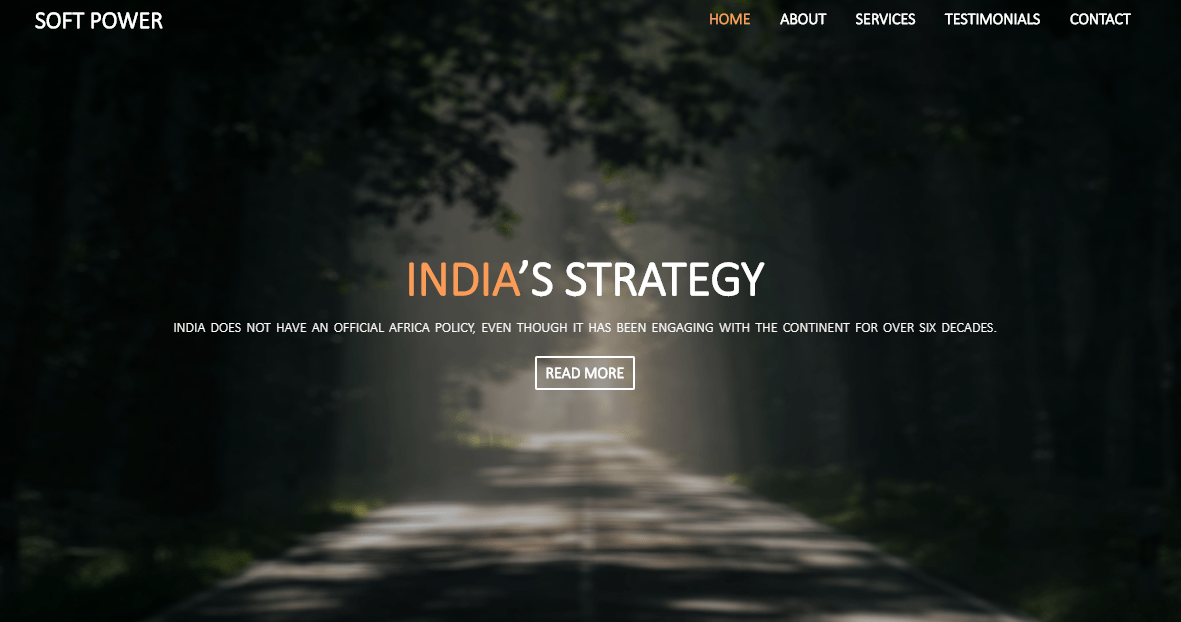 SOFT POWER
HOME ABOUT SERVICES TESTIMONIALS CONTACT
INDIA'S STRATEGY
INDIA DOES NOT HAVE AN OFFICIAL AFRICA POLICY, EVEN THOUGH IT HAS BEEN ENGAGING WITH THE CONTINENT FOR OVER SIX DECADES.
READ MORE